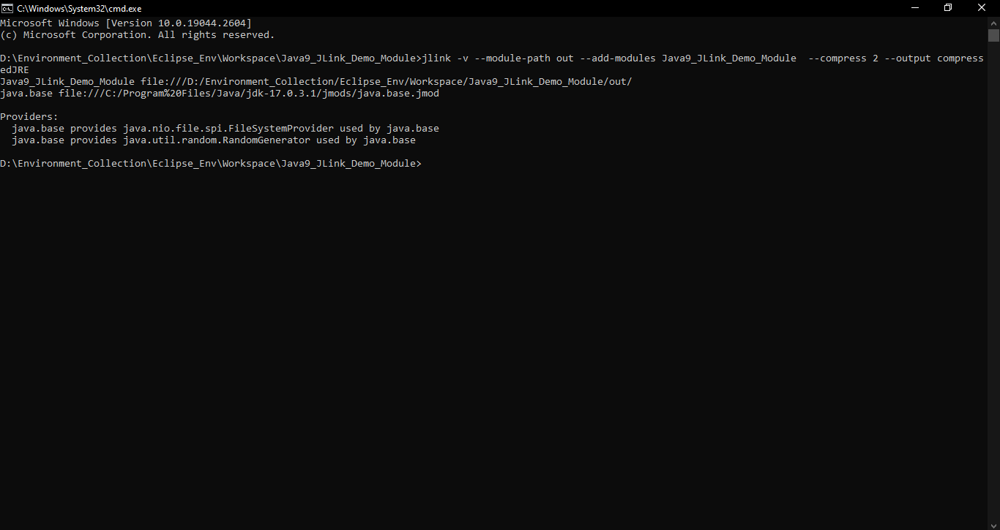 C:\Windows\System32\cmd.exe
Microsoft Windows [Version 10.0.19044.2604]
(c) Microsoft Corporation. All rights reserved.
D:\Environment_Collection\Eclipse_Env\Workspace\Java9_JLink_Demo_Module>jlink -v --module-path out --add-modules Java9_JLink_Demo_Module  --compress 2 --output compress
edJRE
Java9_JLink_Demo_Module file:///D:/Environment_Collection/Eclipse_Env/Workspace/Java9_JLink_Demo_Module/out/
java.base file:///C:/Program%20Files/Java/jdk-17.0.3.1/jmods/java.base.jmod
Providers:
  java.base provides java.nio.file.spi.FileSystemProvider used by java.base
  java.base provides java.util.random.RandomGenerator used by java.base
D:\Environment_Collection\Eclipse_Env\Workspace\Java9_JLink_Demo_Module>